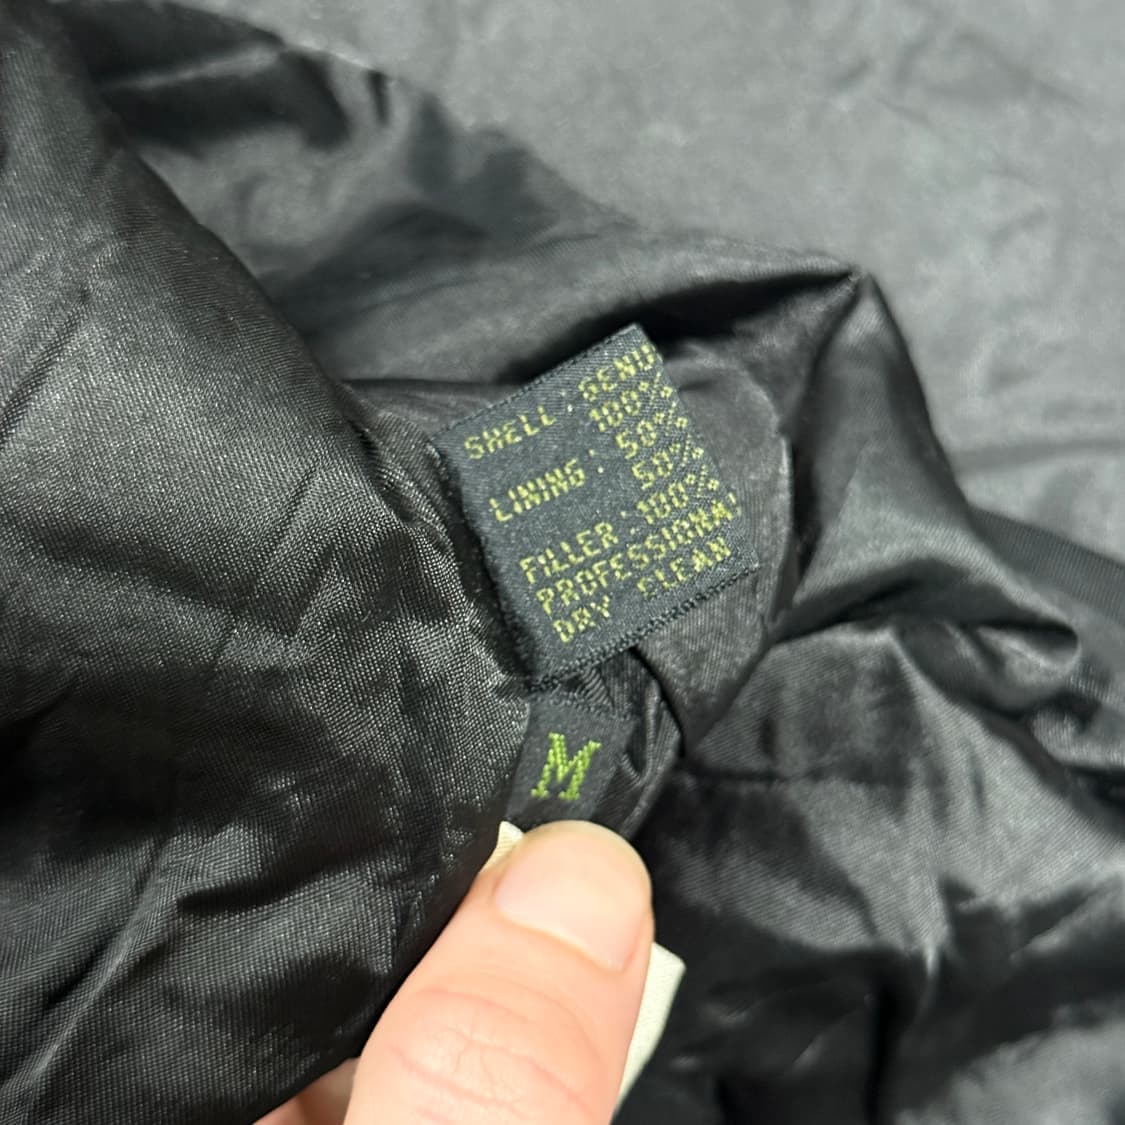 SHELL: GENU
100%
LINING: 50%
50%
FILLER: 100%
PROFESSIONAL
DRY CLEAN
M